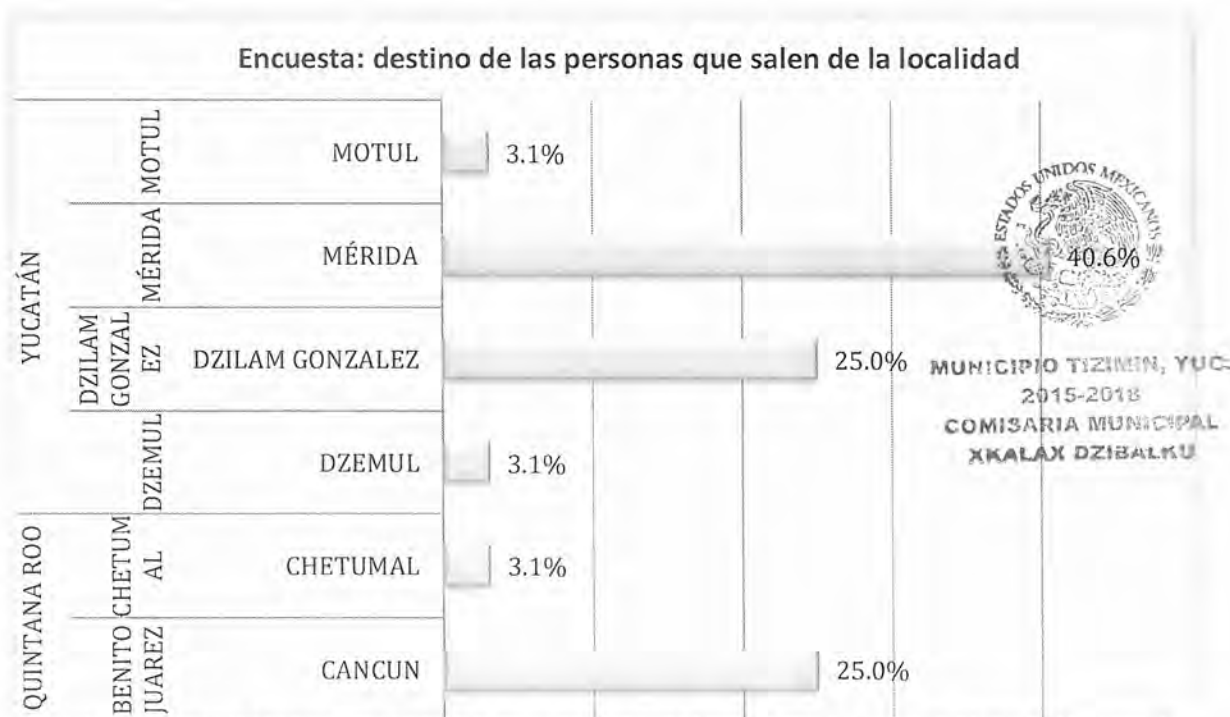 Encuesta: destino de las personas que salen de la localidad
YUCATÁN
MOTUL
MOTUL
3.1%
MÉRIDA
MÉRIDA
40.6%
DZILAM
GONZAL
EZ
DZILAM GONZALEZ
25.0%
DZEMUL
DZEMUL
3.1%
QUINTANA ROO
CHETUM
AL
CHETUMAL
3.1%
BENITO
JUAREZ
CANCUN
25.0%
ESTADOS UNIDOS MEXICANOS
MUNICIPIO TIZIMIN, YUC.
2015-2018
COMISARIA MUNICIPAL
XKALAX DZIBALKU